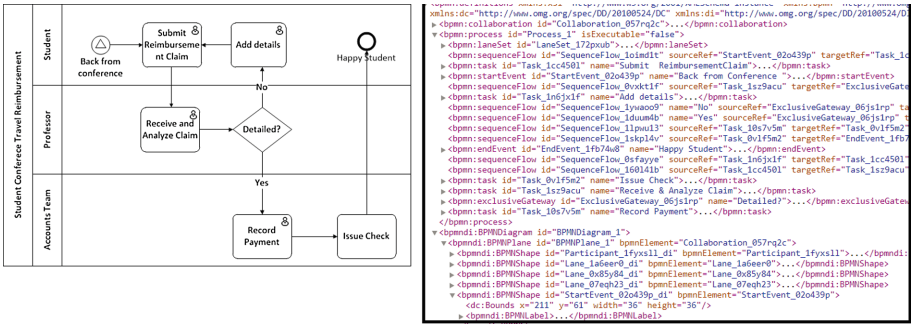 Student Conferece Travel Reimbursement
Student
Back from
conference
Submit
Reimburseme
nt Claim
Add details
Happy Student
No
Professor
Receive and
Analyze Claim
Detailed?
Yes
Accounts Team
Record
Payment
Issue Check
xmlns:dc="http://www.omg.org/spec/DD/20100524/DC" xmlns:di="http://www.omg.org/spec/DD/20100524/D
<bpmn:collaboration id="Collaboration_057rq2c">...</bpmn:collaboration>
<bpmn:process id="Process_1" isExecutable="false">
<bpmn:laneSet id="LaneSet_172pxub">...</bpmn:laneSet>
<bpmn:sequenceFlow id="SequenceFlow_1oimd1t" sourceRef="StartEvent_02o439p" targetRef="Task_1
<bpmn:task id="Task_1cc450l" name="Submit ReimbursementClaim">...</bpmn:task>
<bpmn:startEvent id="StartEvent_02o439p" name="Back from Conference ">...</bpmn:startEvent>
<bpmn:sequenceFlow id="SequenceFlow_0vxkt1f" sourceRef="Task_1sz9acu" targetRef="ExclusiveGat
<bpmn:task id="Task_1n6jx1f" name="Add details">...</bpmn:task>
<bpmn:sequenceFlow id="SequenceFlow_1ywaoo9" name="No" sourceRef="ExclusiveGateway_06js1rp" ta
<bpmn:sequenceFlow id="SequenceFlow_1duum4b" name="Yes" sourceRef="ExclusiveGateway_06js1rp"
<bpmn:sequenceFlow id="SequenceFlow_1lpwu13" sourceRef="Task_10s7v5m" targetRef="Task_0vlf5m2
<bpmn:sequenceFlow id="SequenceFlow_1skpl4v" sourceRef="Task_0vlf5m2" targetRef="EndEvent_1fb7
<bpmn:endEvent id="EndEvent_1fb74w8" name="Happy Student">...</bpmn:endEvent>
<bpmn:sequenceFlow id="SequenceFlow_0sfayye" sourceRef="Task_1n6jx1f" targetRef="Task_1cc450l
<bpmn:sequenceFlow id="SequenceFlow_160141b" sourceRef="Task_1cc450l" targetRef="Task_1sz9acu"
<bpmn:task id="Task_0vlf5m2" name="Issue Check">...</bpmn:task>
<bpmn:task id="Task_1sz9acu" name="Receive & Analyze Claim">...</bpmn:task>
<bpmn:exclusiveGateway id="ExclusiveGateway_06js1rp" name="Detailed?">...</bpmn:exclusiveGate
<bpmn:task id="Task_10s7v5m" name="Record Payment">...</bpmn:task>
</bpmn:process>
<bpmndi:BPMNDiagram id="BPMNDiagram_1">
<bpmndi:BPMNPlane id="BPMNPlane_1" bpmnElement="Collaboration_057rq2c">
<bpmndi:BPMNShape id="Participant_1fyxsll_di" bpmnElement="Participant_1fyxsll">...</bpmndi:B
<bpmndi:BPMNShape id="Lane_1a6eer0_di" bpmnElement="Lane_1a6eer0">...</bpmndi:BPMNShape>
<bpmndi:BPMNShape id="Lane_0x85y84_di" bpmnElement="Lane_0x85y84">...</bpmndi:BPMNShape>
<bpmndi:BPMNShape id="Lane_07eqh23_di" bpmnElement="Lane_07eqh23">...</bpmndi:BPMNShape>
<bpmndi:BPMNShape id="StartEvent_02o439p_di" bpmnElement="StartEvent_02o439p">
<dc:Bounds x="211" y="61" width="36" height="36"/>
<bpmndi:BPMNLabel>...</bpmndi:BPMNLabel>